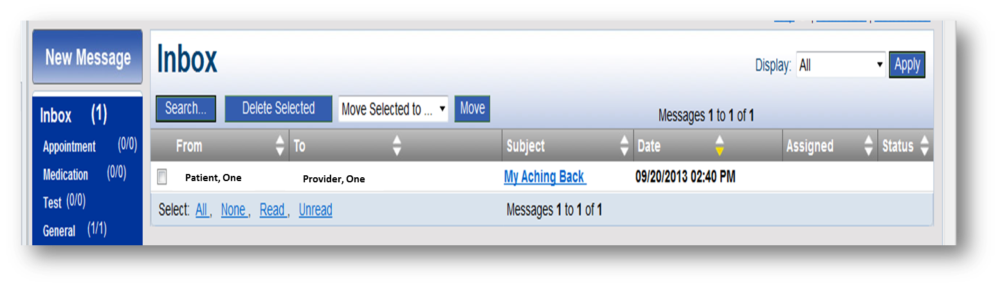 New Message
Inbox (1)
Appointment (0/0)
Medication (0/0)
Test (0/0)
General (1/1)
Inbox
Display: All Apply
Search... Delete Selected Move Selected to ... Move Messages 1 to 1 of 1
From To Subject Date Assigned Status
Patient, One Provider, One My Aching Back 09/20/2013 02:40 PM
Select: All, None, Read, Unread Messages 1 to 1 of 1